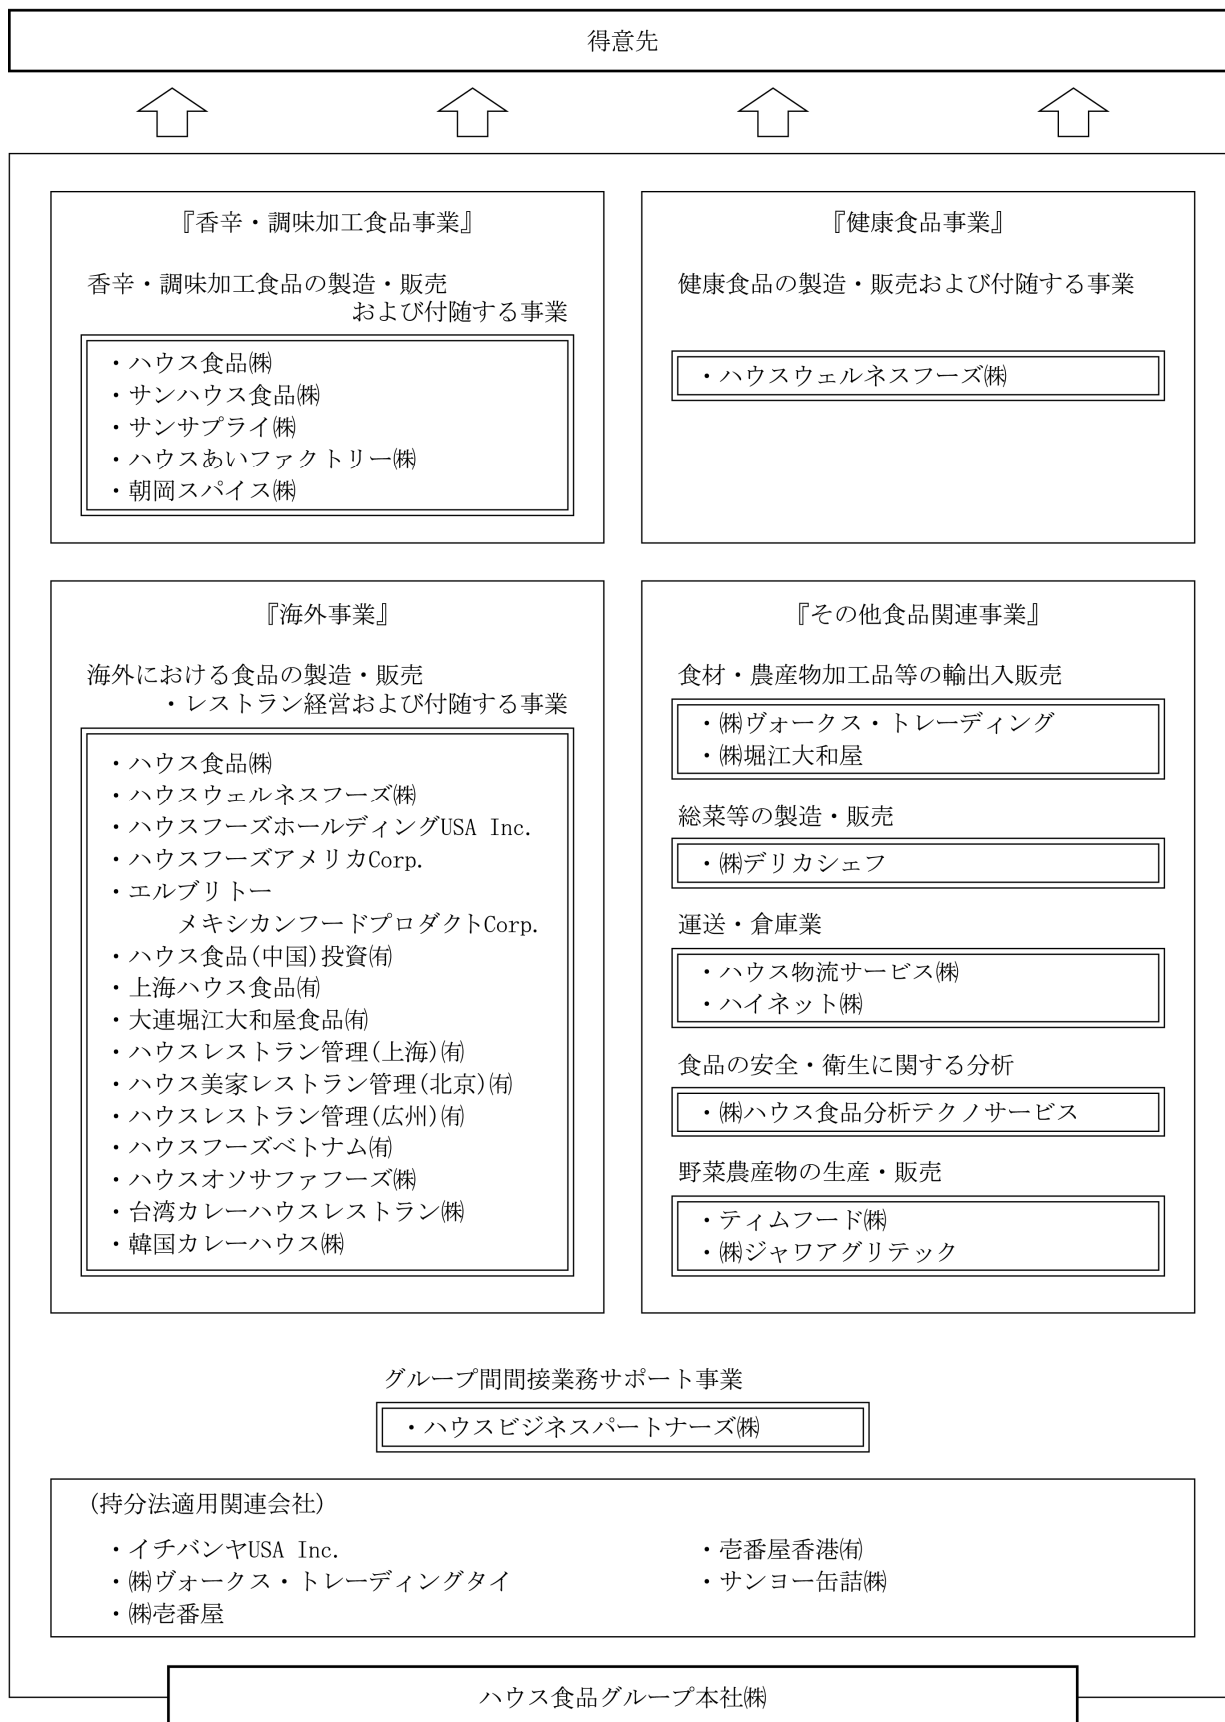 得意先
『香辛・調味加工食品事業』
香辛・調味加工食品の製造・販売
および付随する事業
・ハウス食品㈱
・サンハウス食品㈱
・サンサプライ㈱
・ハウスあいファクトリー㈱
・朝岡スパイス㈱
『健康食品事業』
健康食品の製造・販売および付随する事業
・ハウスウェルネスフーズ㈱
『海外事業』
海外における食品の製造・販売
・レストラン経営および付随する事業
・ハウス食品㈱
・ハウスウェルネスフーズ㈱
・ハウスフーズホールディングUSA Inc.
・ハウスフーズアメリカCorp.
・エルブリトー
メキシカンフードプロダクトCorp.
・ハウス食品(中国)投資㈲
・上海ハウス食品㈲
・大連堀江大和屋食品㈲
・ハウスレストラン管理(上海)㈲
・ハウス美家レストラン管理(北京)㈲
・ハウスレストラン管理(広州)㈲
・ハウスフーズベトナム㈲
・ハウスオソサファフーズ㈱
・台湾カレーハウスレストラン㈱
・韓国カレーハウス㈱
『その他食品関連事業』
食材・農産物加工品等の輸出入販売
・㈱ヴォークス・トレーディング
・㈱堀江大和屋
総菜等の製造・販売
・㈱デリカシェフ
運送・倉庫業
・ハウス物流サービス㈱
・ハイネット㈱
食品の安全・衛生に関する分析
・㈱ハウス食品分析テクノサービス
野菜農産物の生産・販売
・ティムフード㈱
・㈱ジャワアグリテック
グループ間間接業務サポート事業
・ハウスビジネスパートナーズ㈱
(持分法適用関連会社)
・イチバンヤUSA Inc.
・㈱ヴォークス・トレーディングタイ
・㈱壱番屋
・壱番屋香港㈲
・サンヨー缶詰㈱
ハウス食品グループ本社㈱